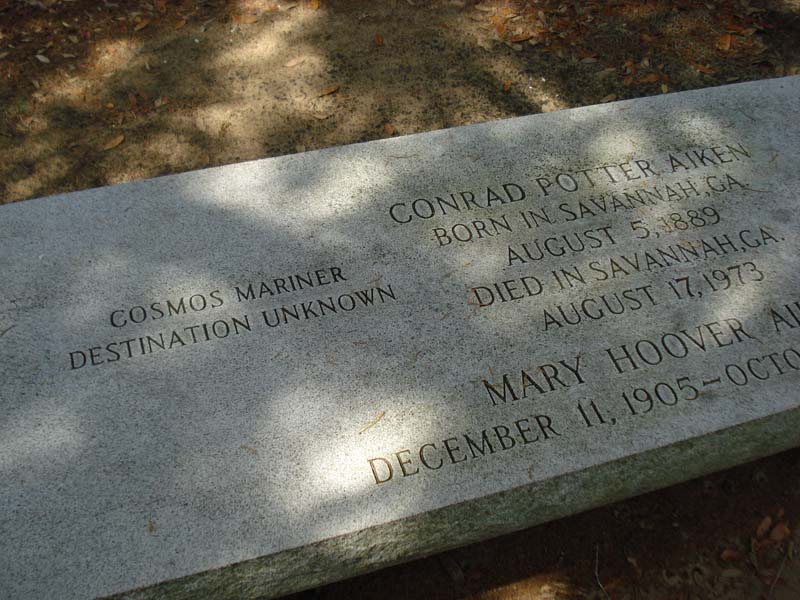 COSMOS MARINER
DESTINATION UNKNOWN
CONRAD POTTER AIKEN
BORN IN SAVANNAH, GA.
AUGUST 5, 1889
DIED IN SAVANNAH, GA.
AUGUST 17, 1973
MARY HOOVER
DECEMBER 11, 1905–